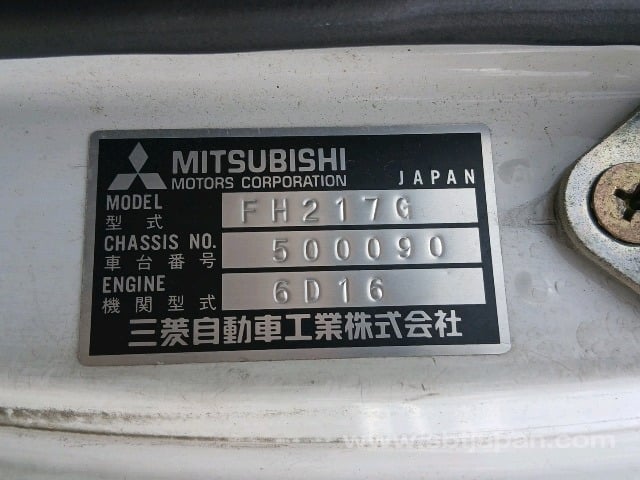 MITSUBISHI
MOTORS CORPORATION JAPAN
MODEL
型式 FH217G
CHASSIS NO.
車台番号 500090
ENGINE
機関型式 6D16
三菱自動車工業株式会社
www.sbtjapan.com